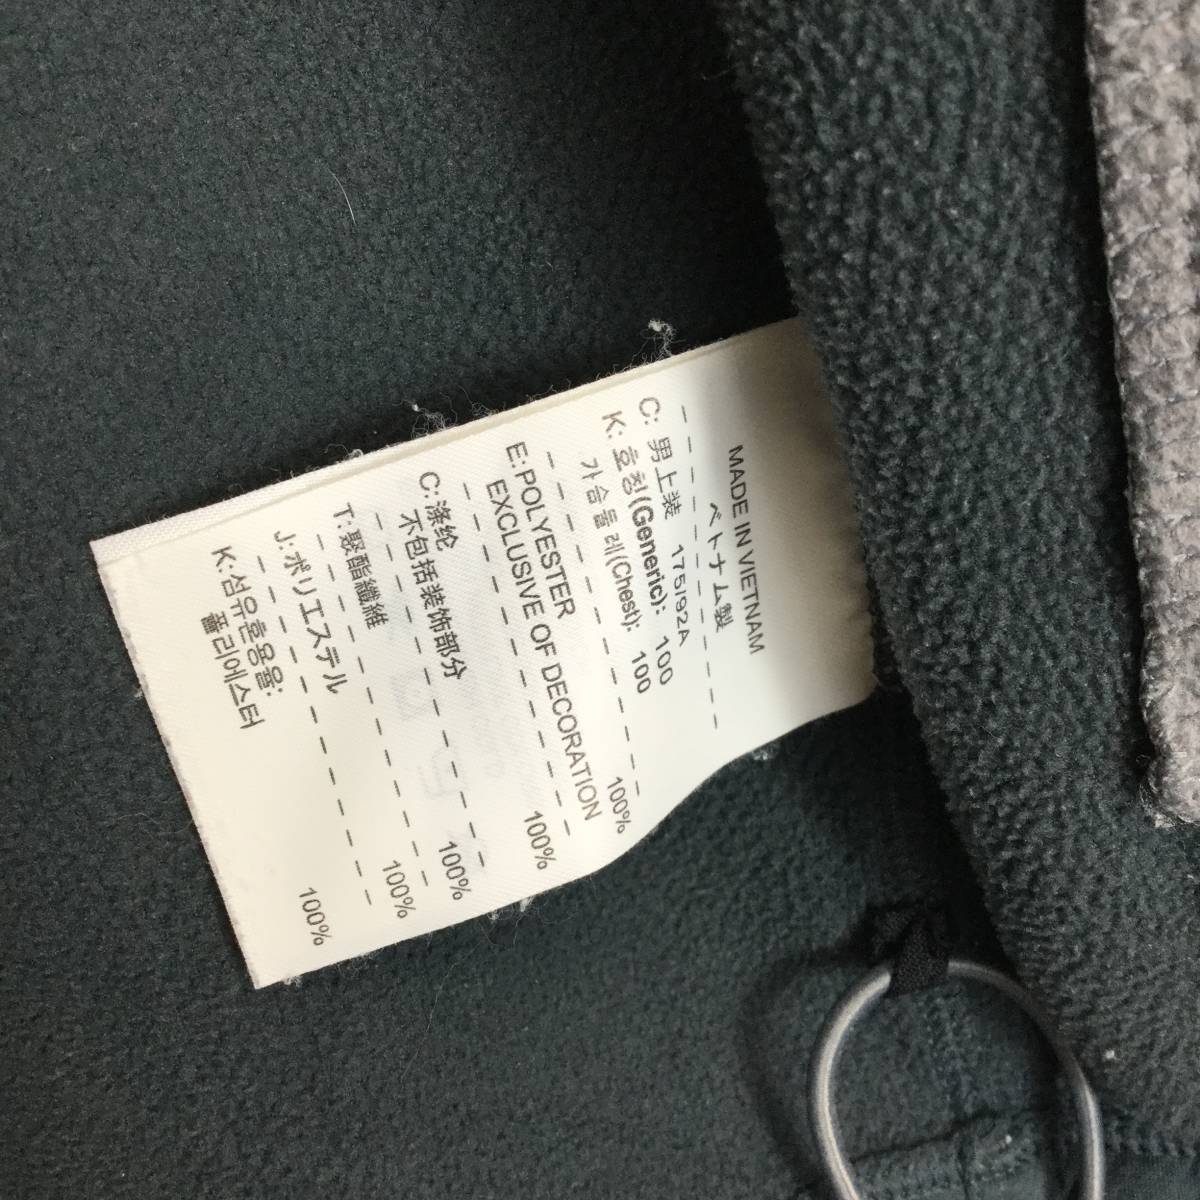 MADE IN VIETNAM
ベトナム製
C: 男上装 175/92A
K: 호칭(Generic): 100
가슴둘레(Chest): 100
E:POLYESTER 100%
EXCLUSIVE OF DECORATION
C:涤纶 100%
不包括装饰部分
T:聚酯纖維 100%
J:ポリエステル 100%
K:섬유혼용율:
폴리에스터 100%